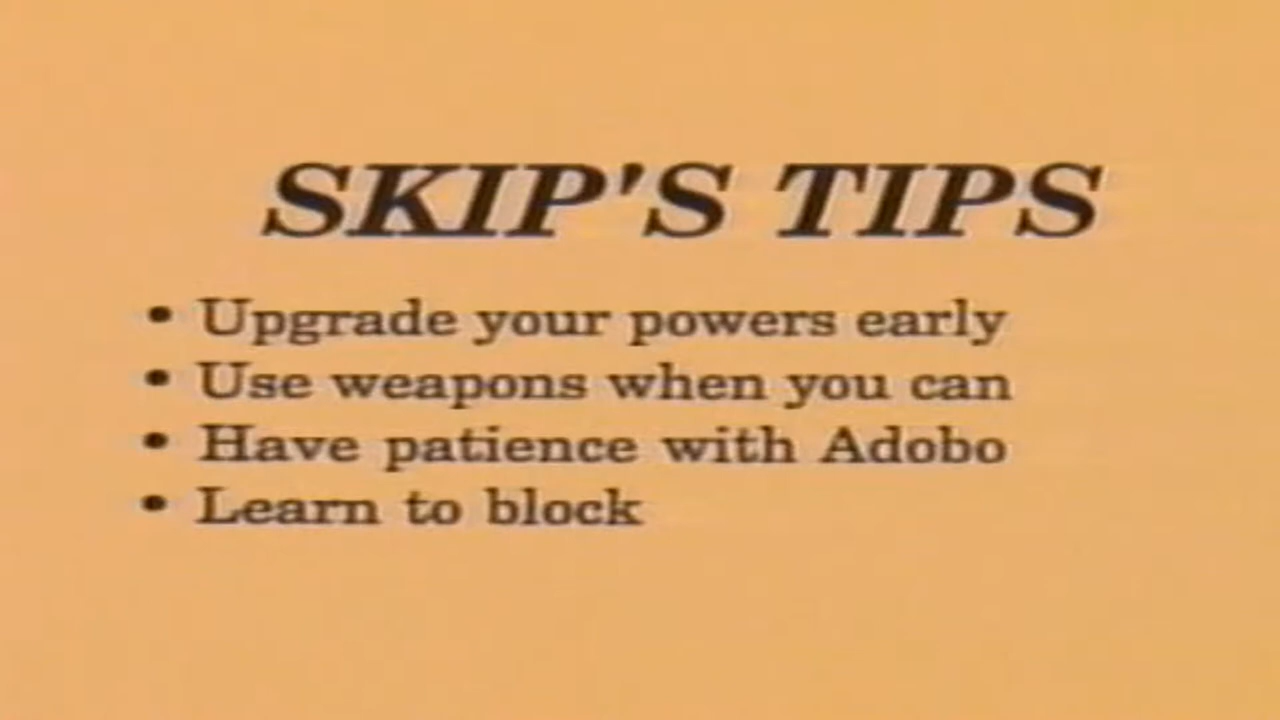 SKIP'S TIPS
• Upgrade your powers early
• Use weapons when you can
• Have patience with Adobo
• Learn to block